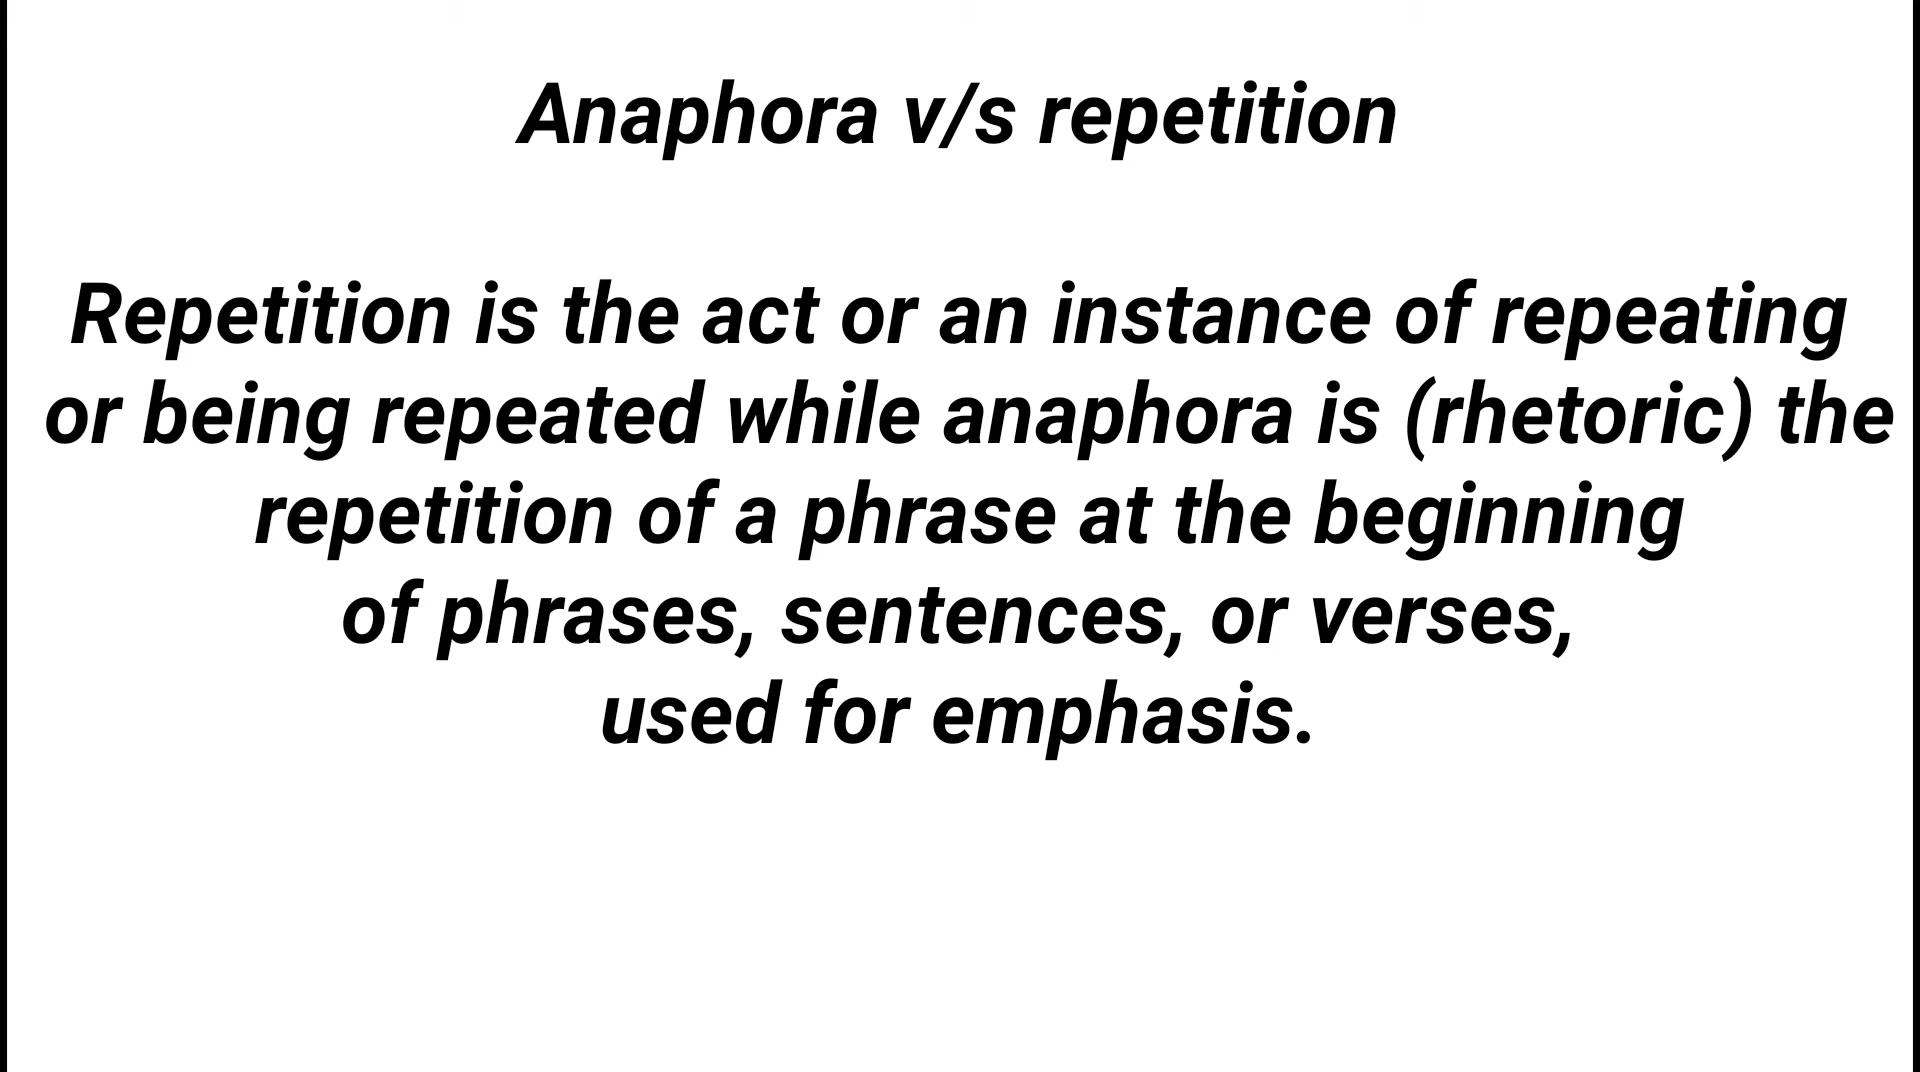 Anaphora v/s repetition
Repetition is the act or an instance of repeating
or being repeated while anaphora is (rhetoric) the
repetition of a phrase at the beginning
of phrases, sentences, or verses,
used for emphasis.